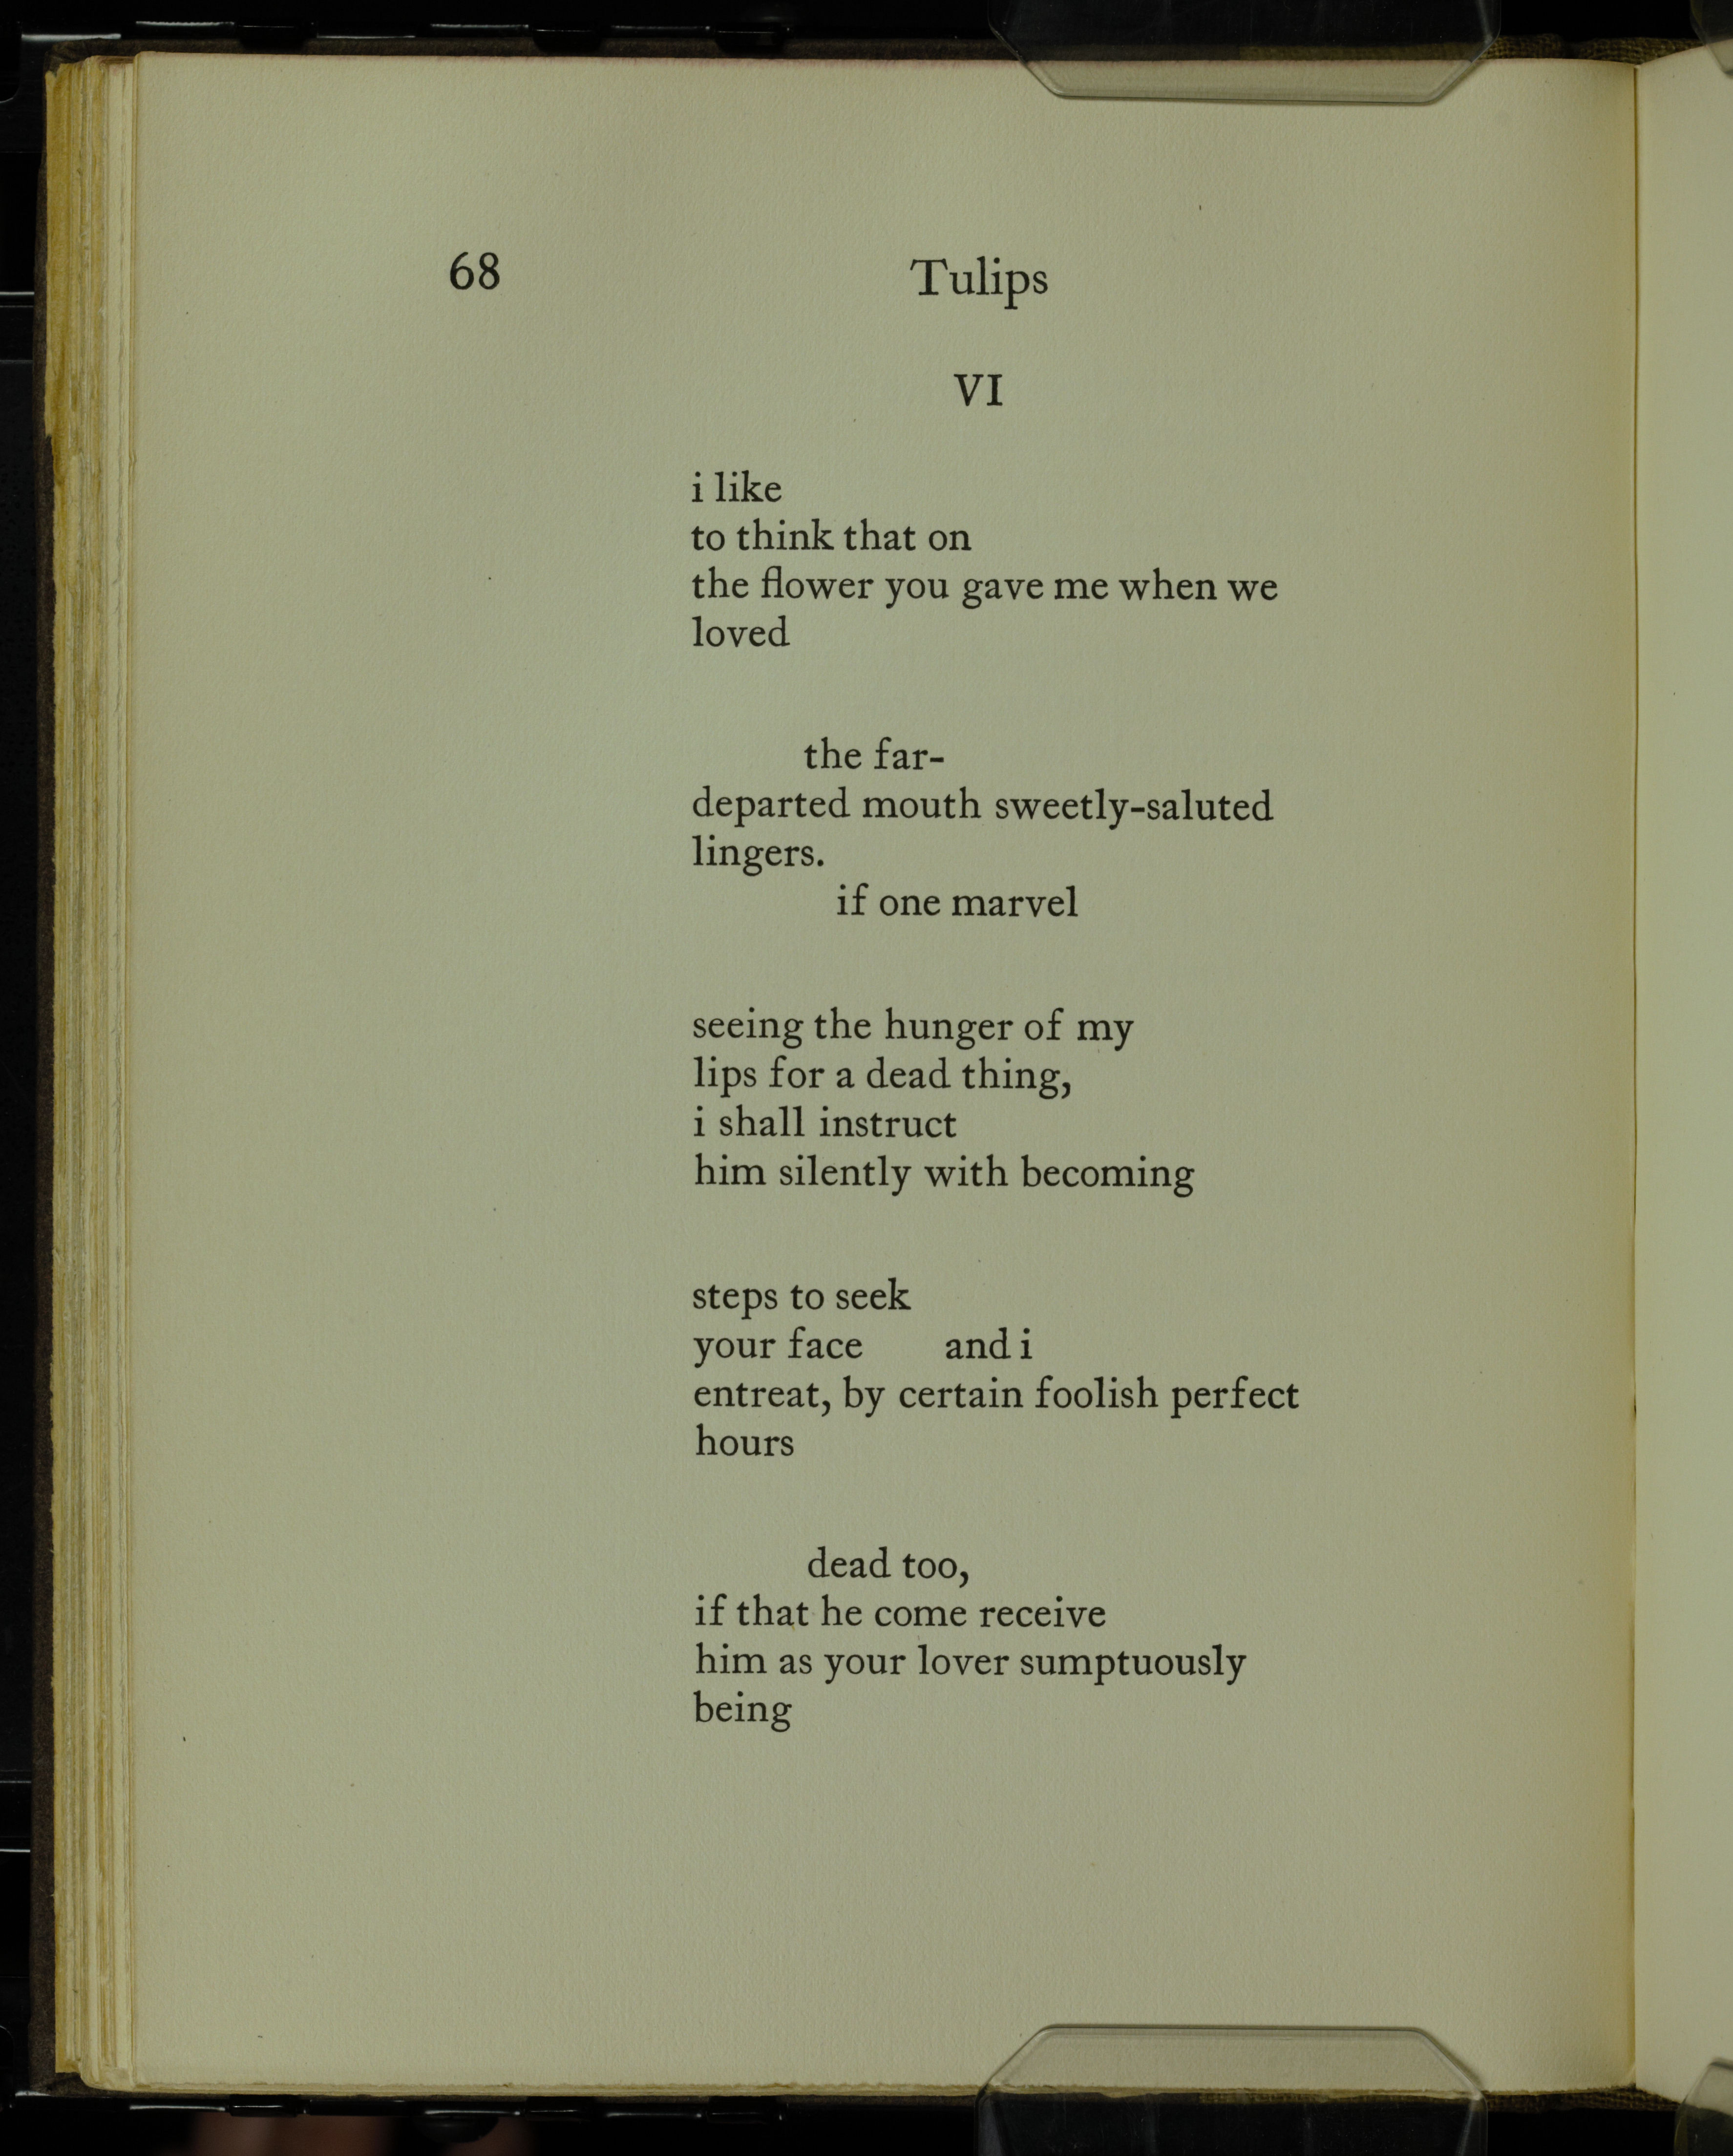 68 Tulips
VI
i like
to think that on
the flower you gave me when we
loved
the far-
departed mouth sweetly-saluted
lingers.
if one marvel
seeing the hunger of my
lips for a dead thing,
i shall instruct
him silently with becoming
steps to seek
your face and i
entreat, by certain foolish perfect
hours
dead too,
if that he come receive
him as your lover sumptuously
being